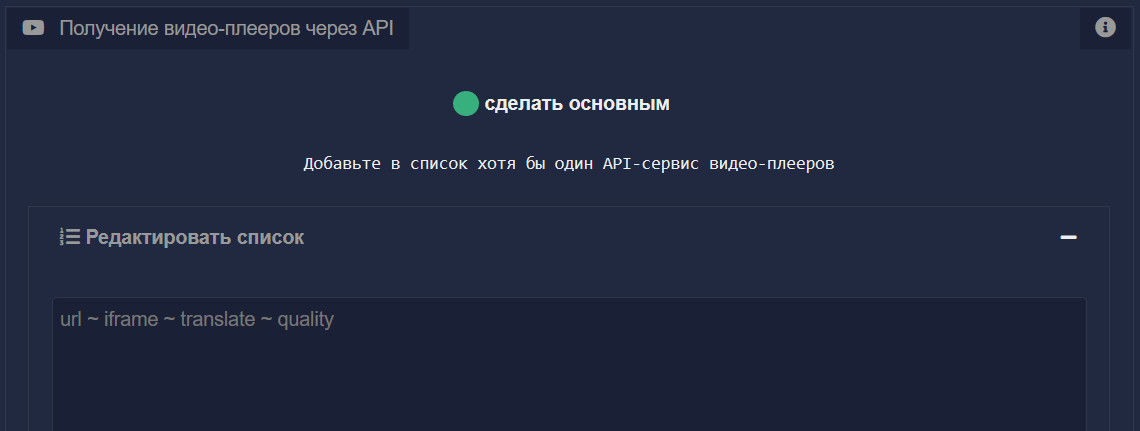 Получение видео-плееров через API
сделать основным
Добавьте в список хотя бы один API-сервис видео-плееров
Редактировать список
url ~ iframe ~ translate ~ quality